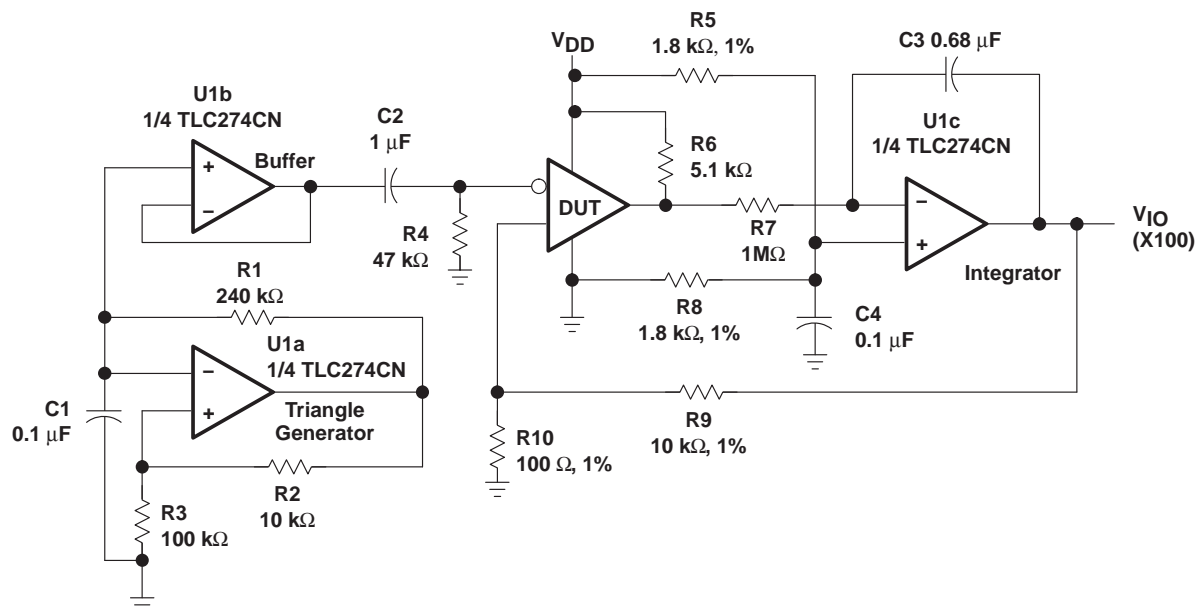 R5
1.8 kΩ, 1%
VDD
C3 0.68 µF
U1b
1/4 TLC274CN
Buffer
+
−
C2
1 µF
R4
47 kΩ
DUT
R6
5.1 kΩ
R7
1MΩ
U1c
1/4 TLC274CN
−
+
Integrator
VIO
(X100)
R1
240 kΩ
R8
1.8 kΩ, 1%
C4
0.1 µF
U1a
1/4 TLC274CN
−
+
Triangle
Generator
C1
0.1 µF
R9
10 kΩ, 1%
R10
100 Ω, 1%
R2
10 kΩ
R3
100 kΩ